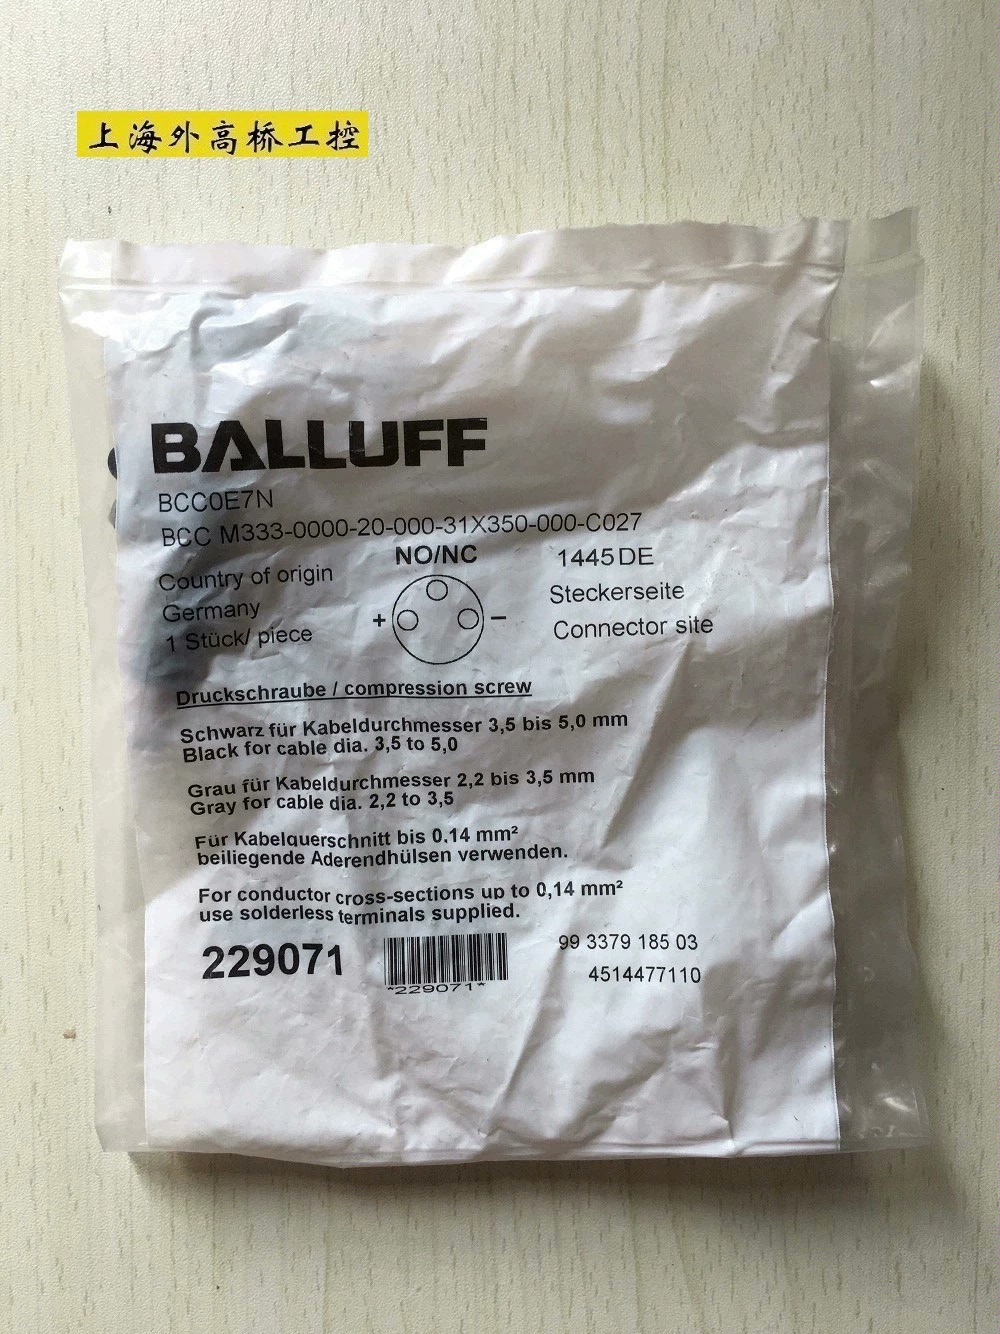 上海外高桥工控
BALLUFF
BCC0E7N
BCC M333-0000-20-000-31X350-000-C027
NO/NC
1445DE
Country of origin
Germany
1 Stück/ piece
+
−
Steckerseite
Connector site
Druckschraube / compression screw
Schwarz für Kabeldurchmesser 3,5 bis 5,0 mm
Black for cable dia. 3,5 to 5,0
Grau für Kabeldurchmesser 2,2 bis 3,5 mm
Gray for cable dia. 2,2 to 3,5
Für Kabelquerschnitt bis 0,14 mm²
beiliegende Aderendhülsen verwenden.
For conductor cross-sections up to 0,14 mm²
use solderless terminals supplied.
229071
*229071*
99 3379 185 03
4514477110